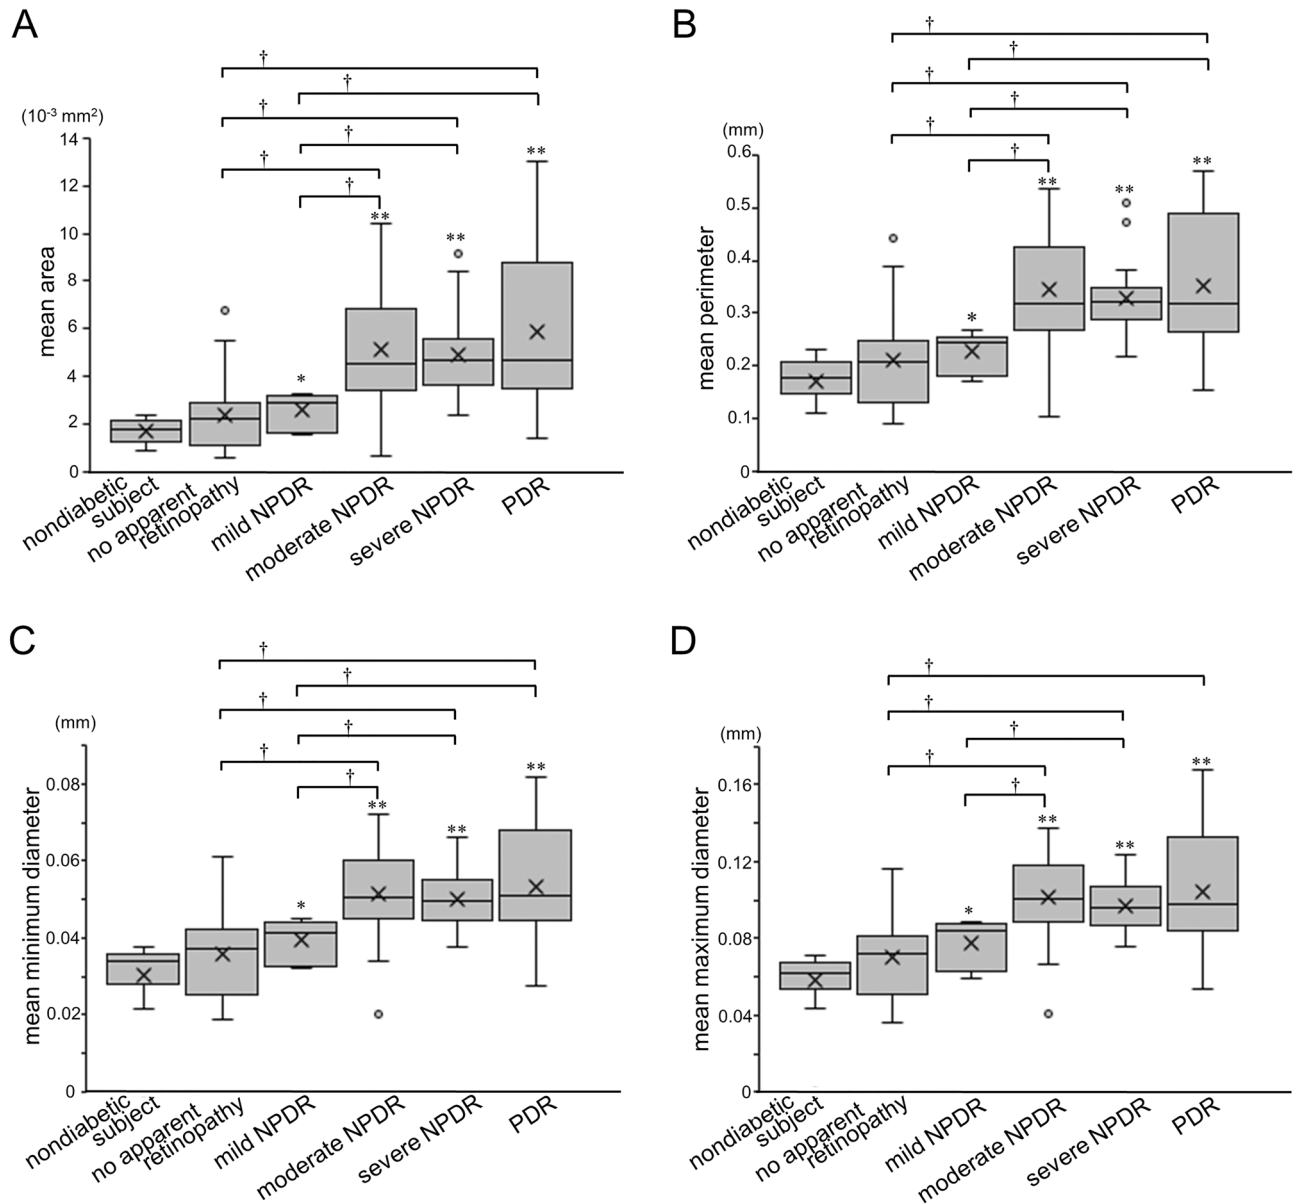 A
†
†
†
†
†
†
(10-3 mm2)
mean area
14
12
10
8
6
4
2
0
*
**
**
**
nondiabetic
subject
no apparent
retinopathy
mild NPDR
moderate NPDR
severe NPDR
PDR
B
†
†
†
†
†
†
(mm)
mean perimeter
0.6
0.5
0.4
0.3
0.2
0.1
0
*
**
**
**
nondiabetic
subject
no apparent
retinopathy
mild NPDR
moderate NPDR
severe NPDR
PDR
C
†
†
†
†
†
†
(mm)
mean minimum diameter
0.08
0.06
0.04
0.02
0
*
**
**
**
nondiabetic
subject
no apparent
retinopathy
mild NPDR
moderate NPDR
severe NPDR
PDR
D
†
†
†
†
†
(mm)
mean maximum diameter
0.16
0.12
0.08
0.04
0
*
**
**
**
nondiabetic
subject
no apparent
retinopathy
mild NPDR
moderate NPDR
severe NPDR
PDR